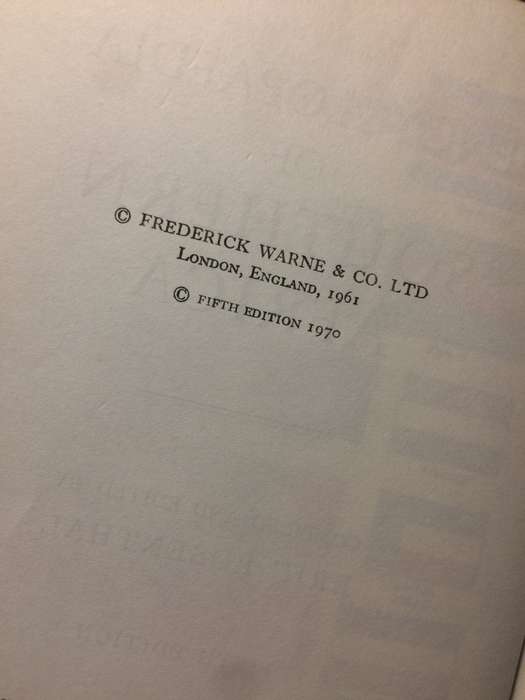 © FREDERICK WARNE & CO. LTD
LONDON, ENGLAND, 1961
© FIFTH EDITION 1970